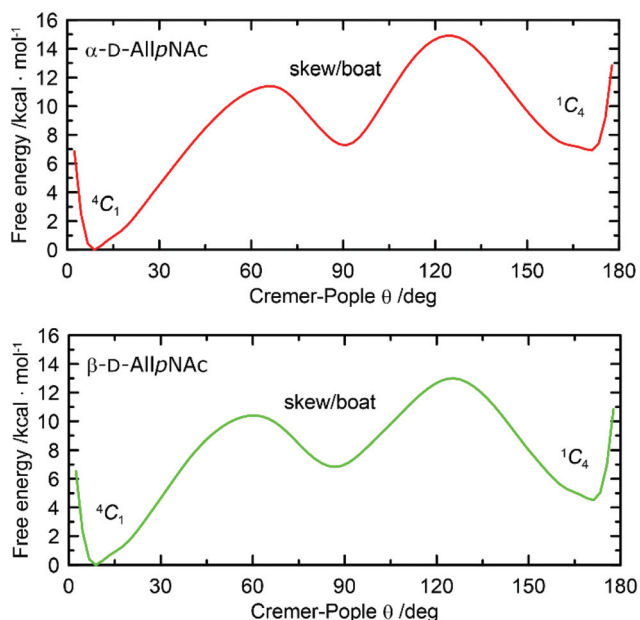 α-D-AllpNAc
skew/boat
⁴C₁
¹C₄
Free energy /kcal · mol⁻¹
16
14
12
10
8
6
4
2
0
0 30 60 90 120 150 180
Cremer-Pople θ /deg
β-D-AllpNAc
skew/boat
⁴C₁
¹C₄
Free energy /kcal · mol⁻¹
16
14
12
10
8
6
4
2
0
0 30 60 90 120 150 180
Cremer-Pople θ /deg